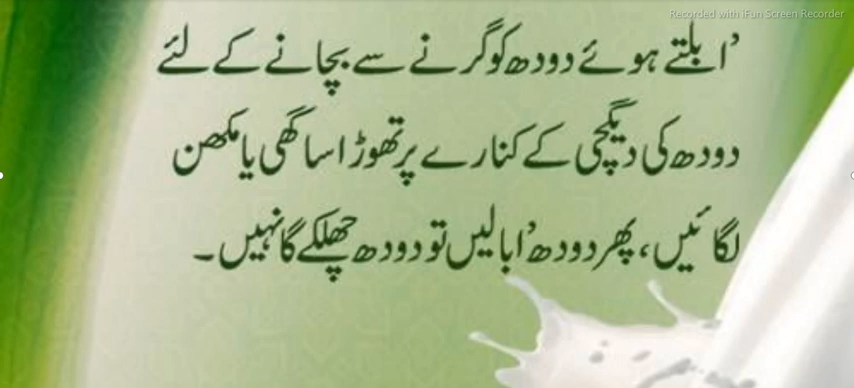 Recorded with iFun Screen Recorder
اُبلتے ہوئے دودھ کو گرنے سے بچانے کے لئے
دودھ کی دیگچی کے کنارے پر تھوڑا سا گھی یا مکھن
لگائیں، پھر دودھ اُبالیں تو دودھ چھلکے گا نہیں۔